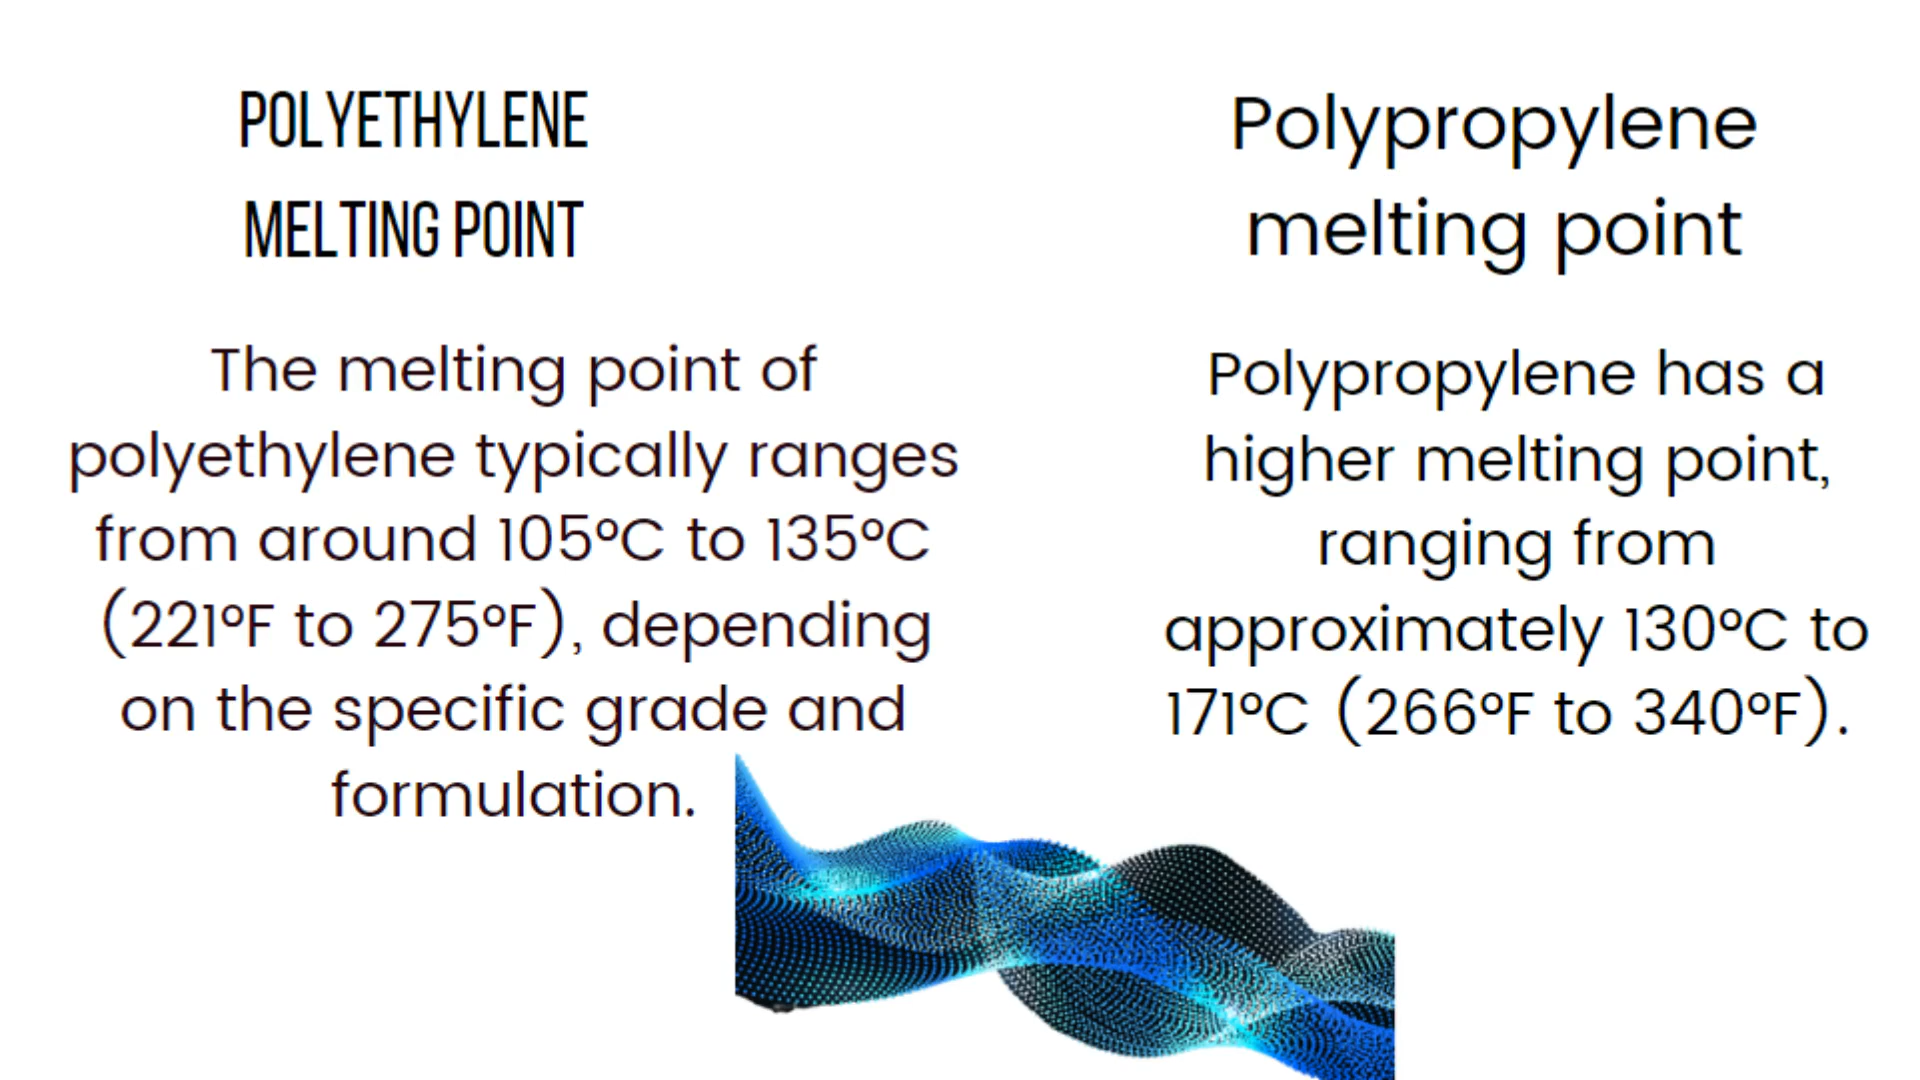 POLYETHYLENE
MELTING POINT
The melting point of
polyethylene typically ranges
from around 105°C to 135°C
(221°F to 275°F), depending
on the specific grade and
formulation.
Polypropylene
melting point
Polypropylene has a
higher melting point,
ranging from
approximately 130°C to
171°C (266°F to 340°F).